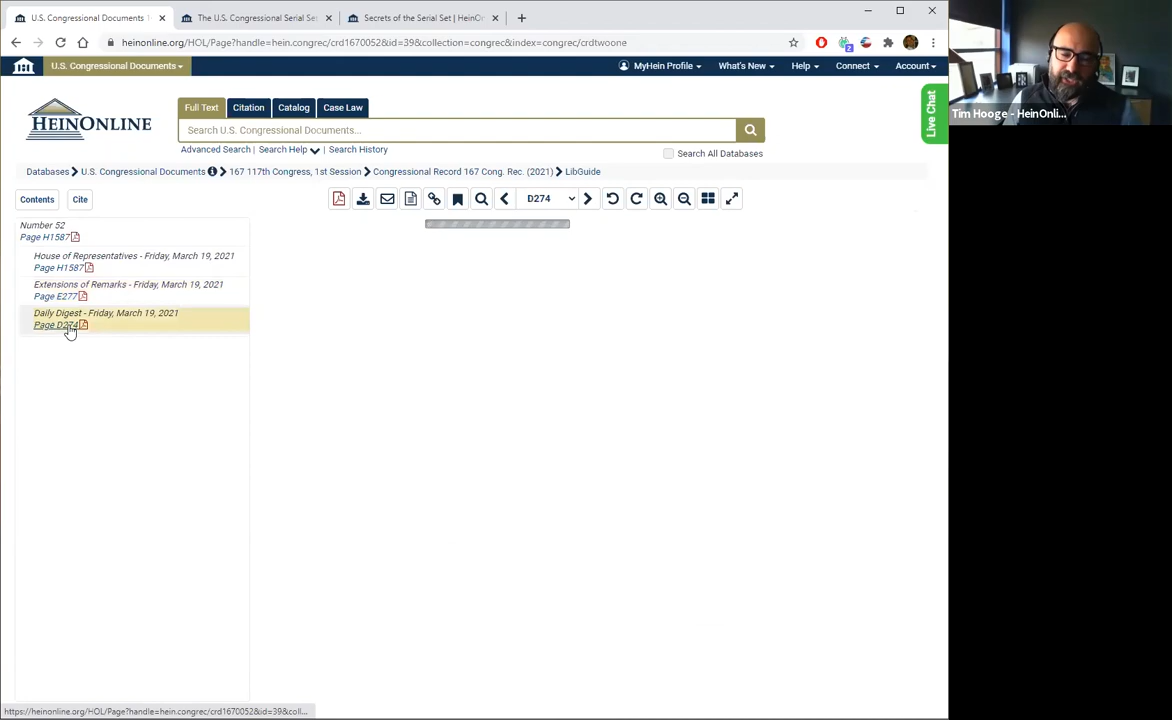 U.S. Congressional Documents 1
The U.S. Congressional Serial Set
Secrets of the Serial Set | HeinOn
heinonline.org/HOL/Page?handle=hein.congrec/crd1670052&id=39&collection=congrec&index=congrec/crdtwoone
2
U.S. Congressional Documents
MyHein Profile
What's New
Help
Connect
Account
HEINONLINE
Full Text
Citation
Catalog
Case Law
Search U.S. Congressional Documents...
Advanced Search | Search Help | Search History
Search All Databases
Live Chat
Tim Hooge - HeinOnli...
Databases U.S. Congressional Documents 167 117th Congress, 1st Session Congressional Record 167 Cong. Rec. (2021) LibGuide
Contents
Cite
D274
Number 52
Page H1587
House of Representatives - Friday, March 19, 2021
Page H1587
Extensions of Remarks - Friday, March 19, 2021
Page E277
Daily Digest - Friday, March 19, 2021
Page D274
https://heinonline.org/HOL/Page?handle=hein.congrec/crd1670052&id=39&coll...